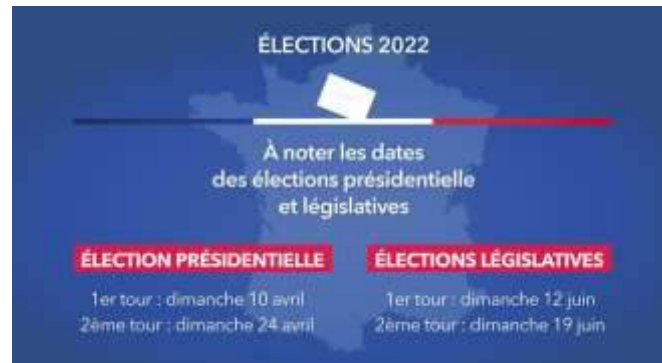 ÉLECTIONS 2022
À noter les dates
des élections présidentielle
et législatives
ÉLECTION PRÉSIDENTIELLE
1er tour : dimanche 10 avril
2ème tour : dimanche 24 avril
ÉLECTIONS LÉGISLATIVES
1er tour : dimanche 12 juin
2ème tour : dimanche 19 juin